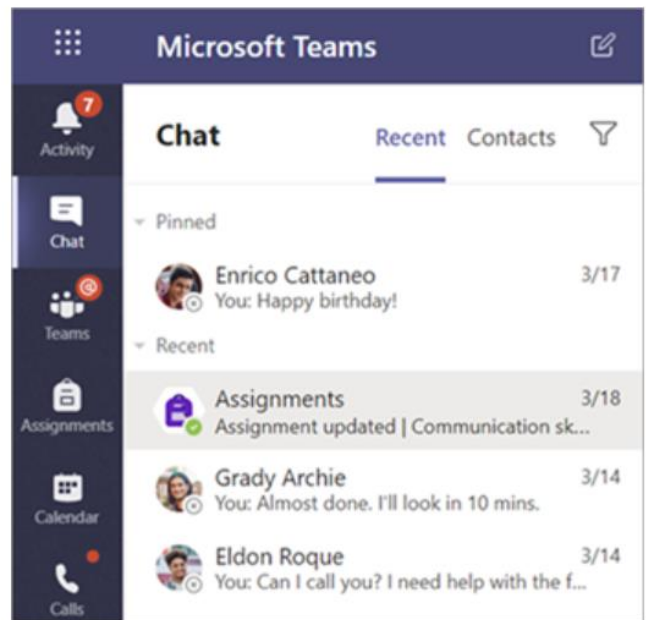 Microsoft Teams
7
Activity
Chat
Teams
Assignments
Calendar
Calls
Chat Recent Contacts
Pinned
Enrico Cattaneo 3/17
You: Happy birthday!
Recent
Assignments 3/18
Assignment updated | Communication sk...
Grady Archie 3/14
You: Almost done. I'll look in 10 mins.
Eldon Roque 3/14
You: Can I call you? I need help with the f...